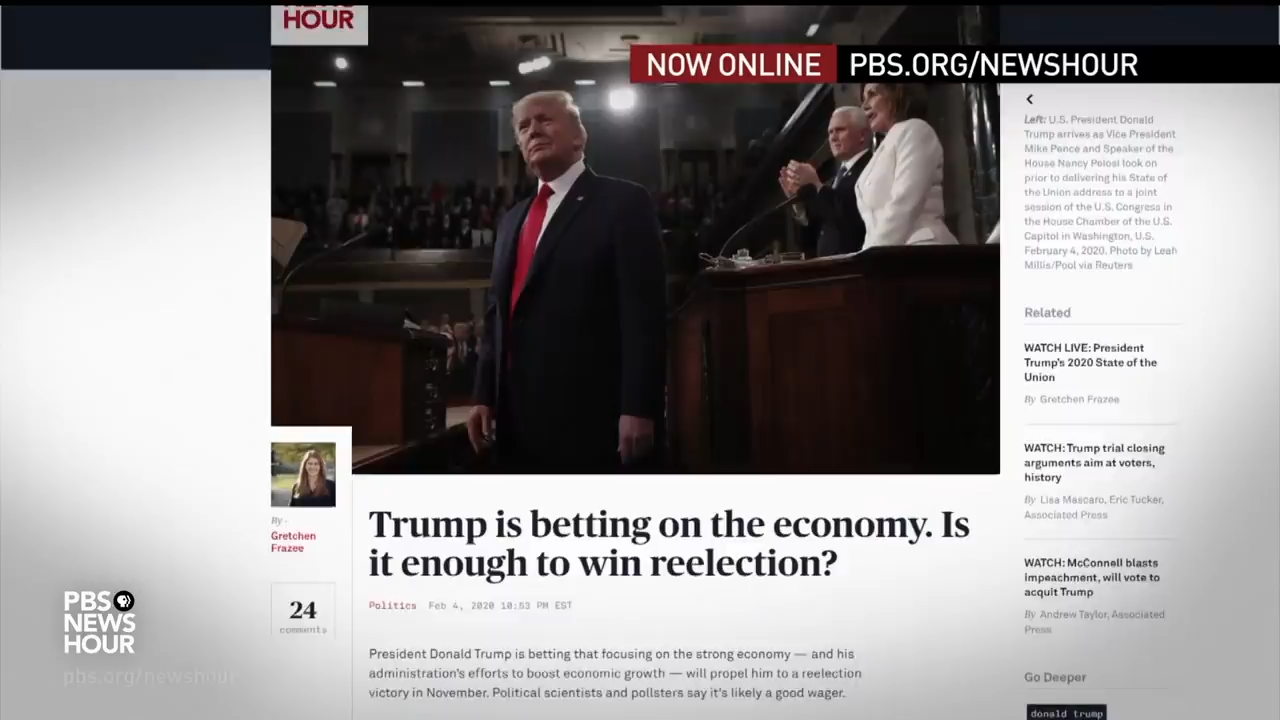 HOUR
NOW ONLINE PBS.ORG/NEWSHOUR
Left: U.S. President Donald
Trump arrives as Vice President
Mike Pence and Speaker of the
House Nancy Pelosi look on
prior to delivering his State of
the Union address to a joint
session of the U.S. Congress in
the House Chamber of the U.S.
Capitol in Washington, U.S.
February 4, 2020. Photo by Leah
Millis/Pool via Reuters
Related
WATCH LIVE: President
Trump's 2020 State of the
Union
By Gretchen Frazee
WATCH: Trump trial closing
arguments aim at voters,
history
By Lisa Mascaro, Eric Tucker,
Associated Press
WATCH: McConnell blasts
impeachment, will vote to
acquit Trump
By Andrew Taylor, Associated
Press
Go Deeper
donald trump
By -
Gretchen
Frazee
24
comments
Trump is betting on the economy. Is
it enough to win reelection?
Politics Feb 4, 2020 10:53 PM EST
President Donald Trump is betting that focusing on the strong economy — and his
administration's efforts to boost economic growth — will propel him to a reelection
victory in November. Political scientists and pollsters say it's likely a good wager.
PBS
NEWS
HOUR
pbs.org/newshour